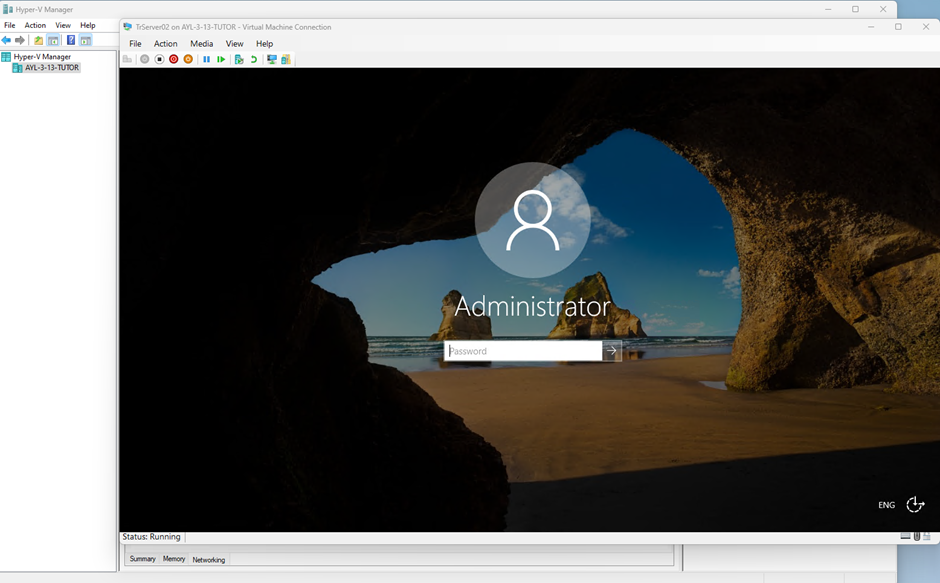 Hyper-V Manager
File Action View Help
Hyper-V Manager
AYL-3-13-TUTOR
TrServer02 on AYL-3-13-TUTOR - Virtual Machine Connection
File Action Media View Help
Administrator
Password
ENG
Status: Running
Summary Memory Networking